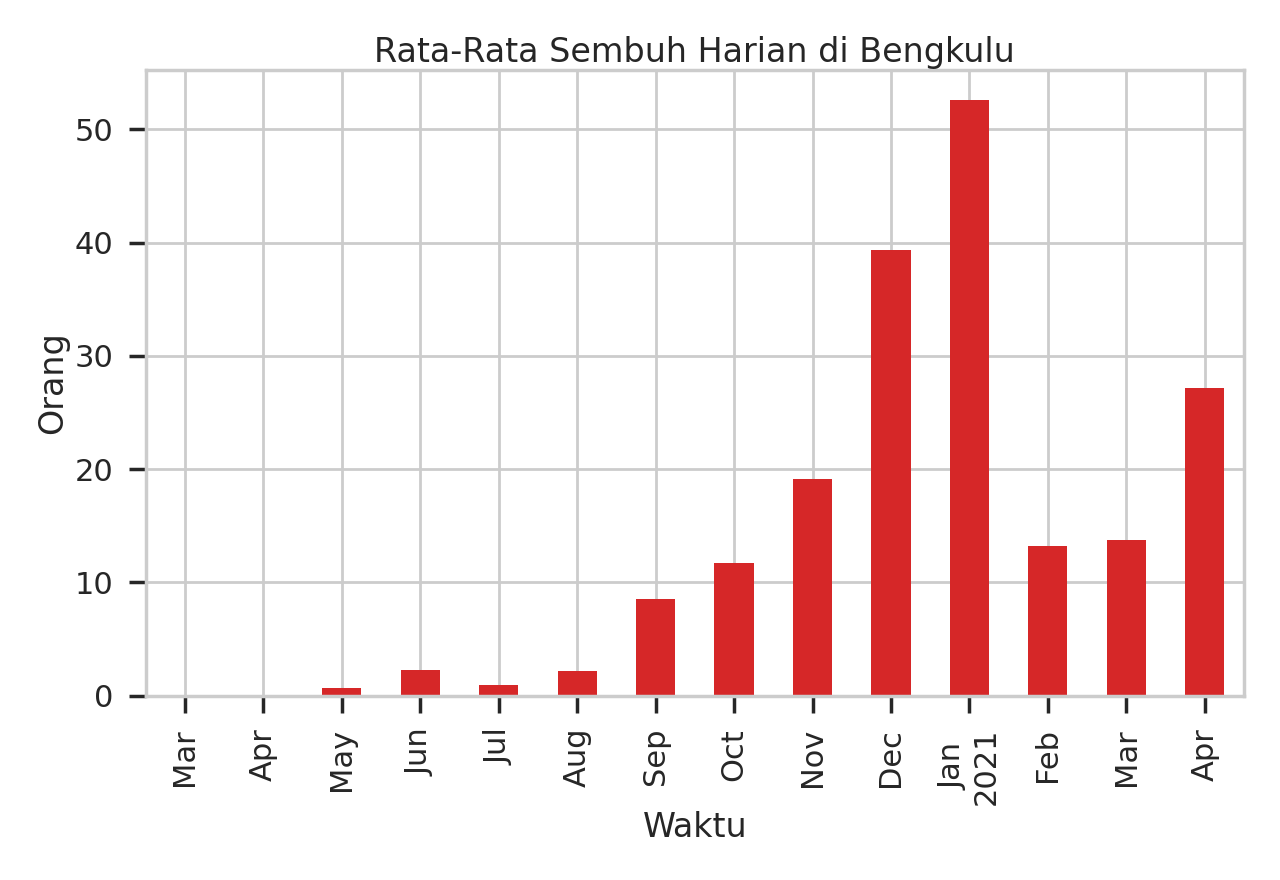 Rata-Rata Sembuh Harian di Bengkulu
50
40
30
20
10
0
Orang
Mar
Apr
May
Jun
Jul
Aug
Sep
Oct
Nov
Dec
Jan
2021
Feb
Mar
Apr
Waktu